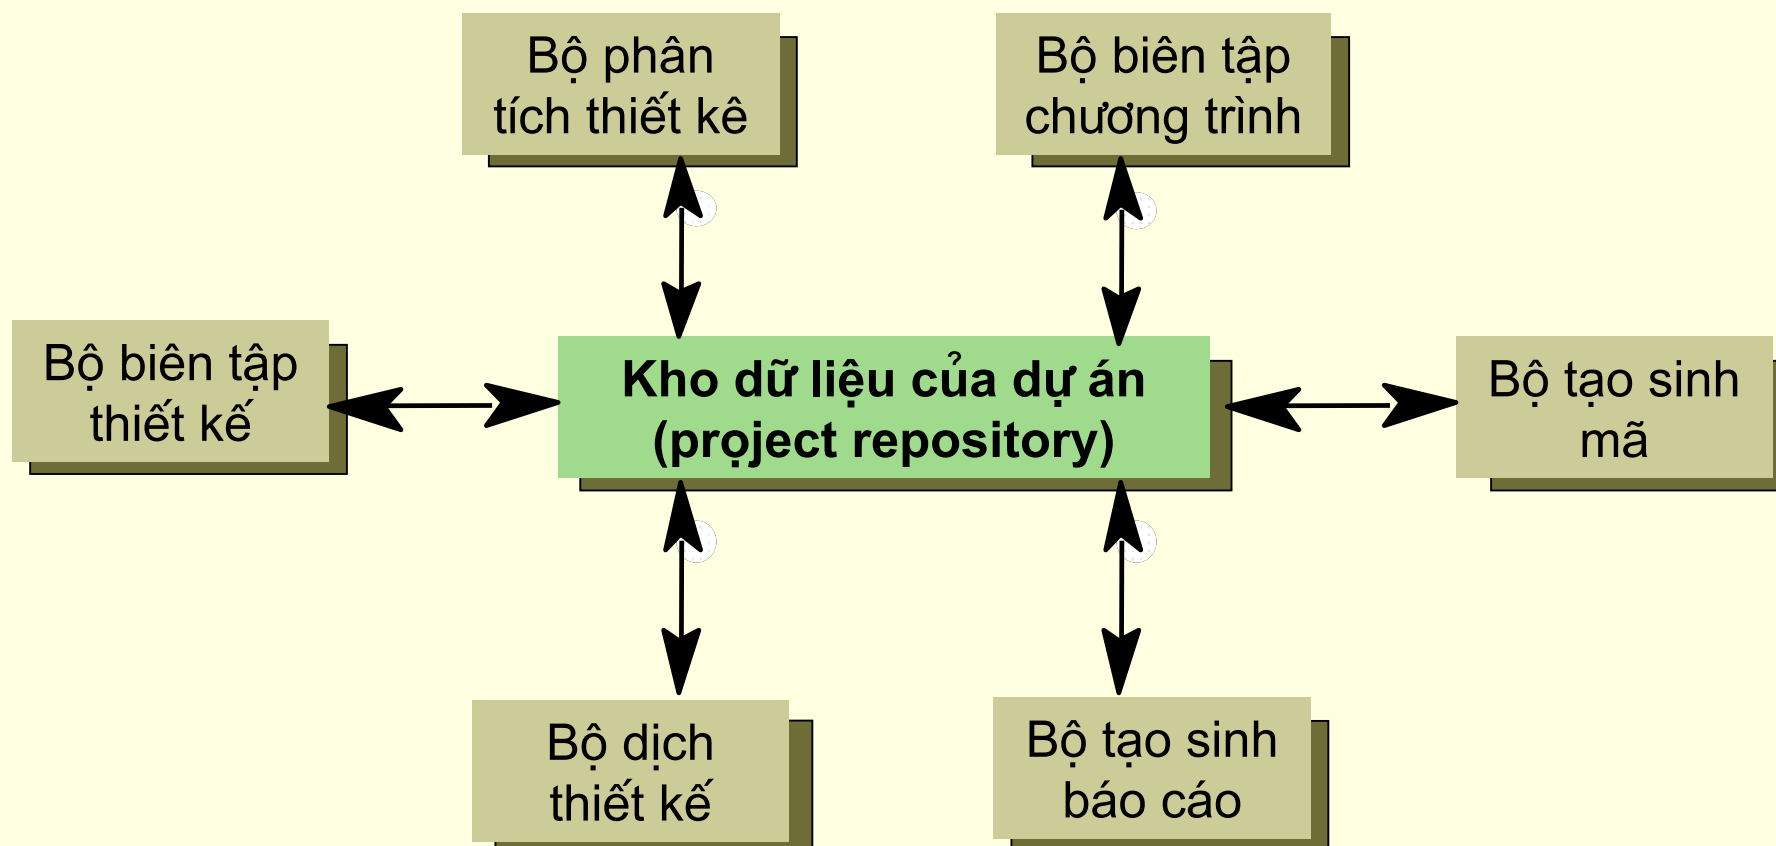 Bộ phân
tích thiết kê
Bộ biên tập
chương trình
Bộ biên tập
thiết kế
Kho dữ liệu của dự án
(prọject repository)
Bộ tạo sinh
mã
Bộ dịch
thiết kế
Bộ tạo sinh
báo cáo